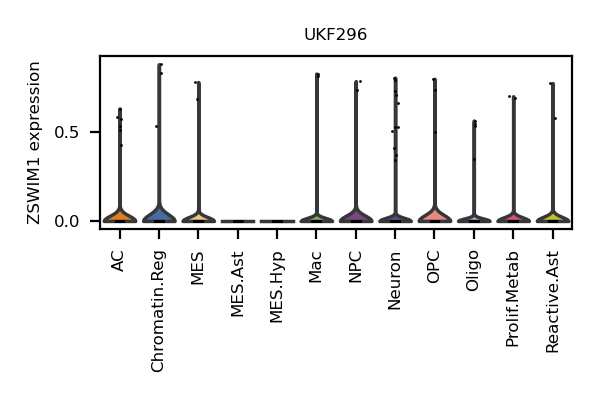 UKF296
ZSWIM1 expression
0.5
0.0
AC
Chromatin.Reg
MES
MES.Ast
MES.Hyp
Mac
NPC
Neuron
OPC
Oligo
Prolif.Metab
Reactive.Ast